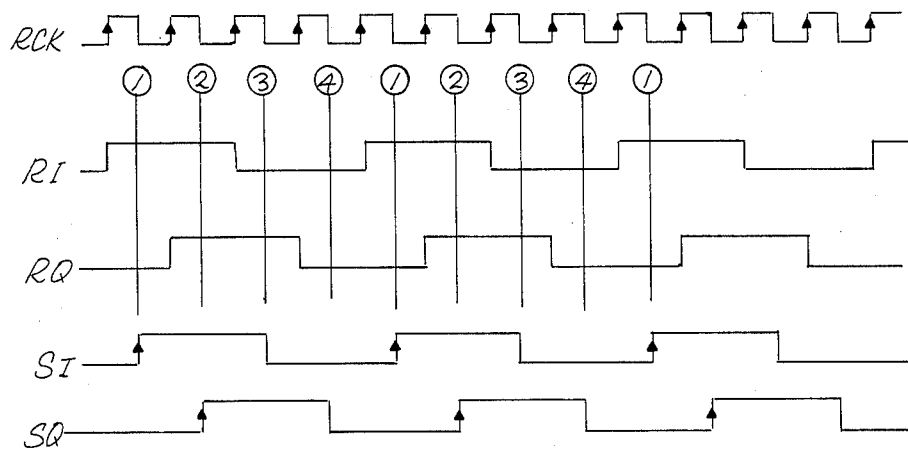 RCK
① ② ③ ④ ① ② ③ ④ ①
RI
RQ
SI
SQ